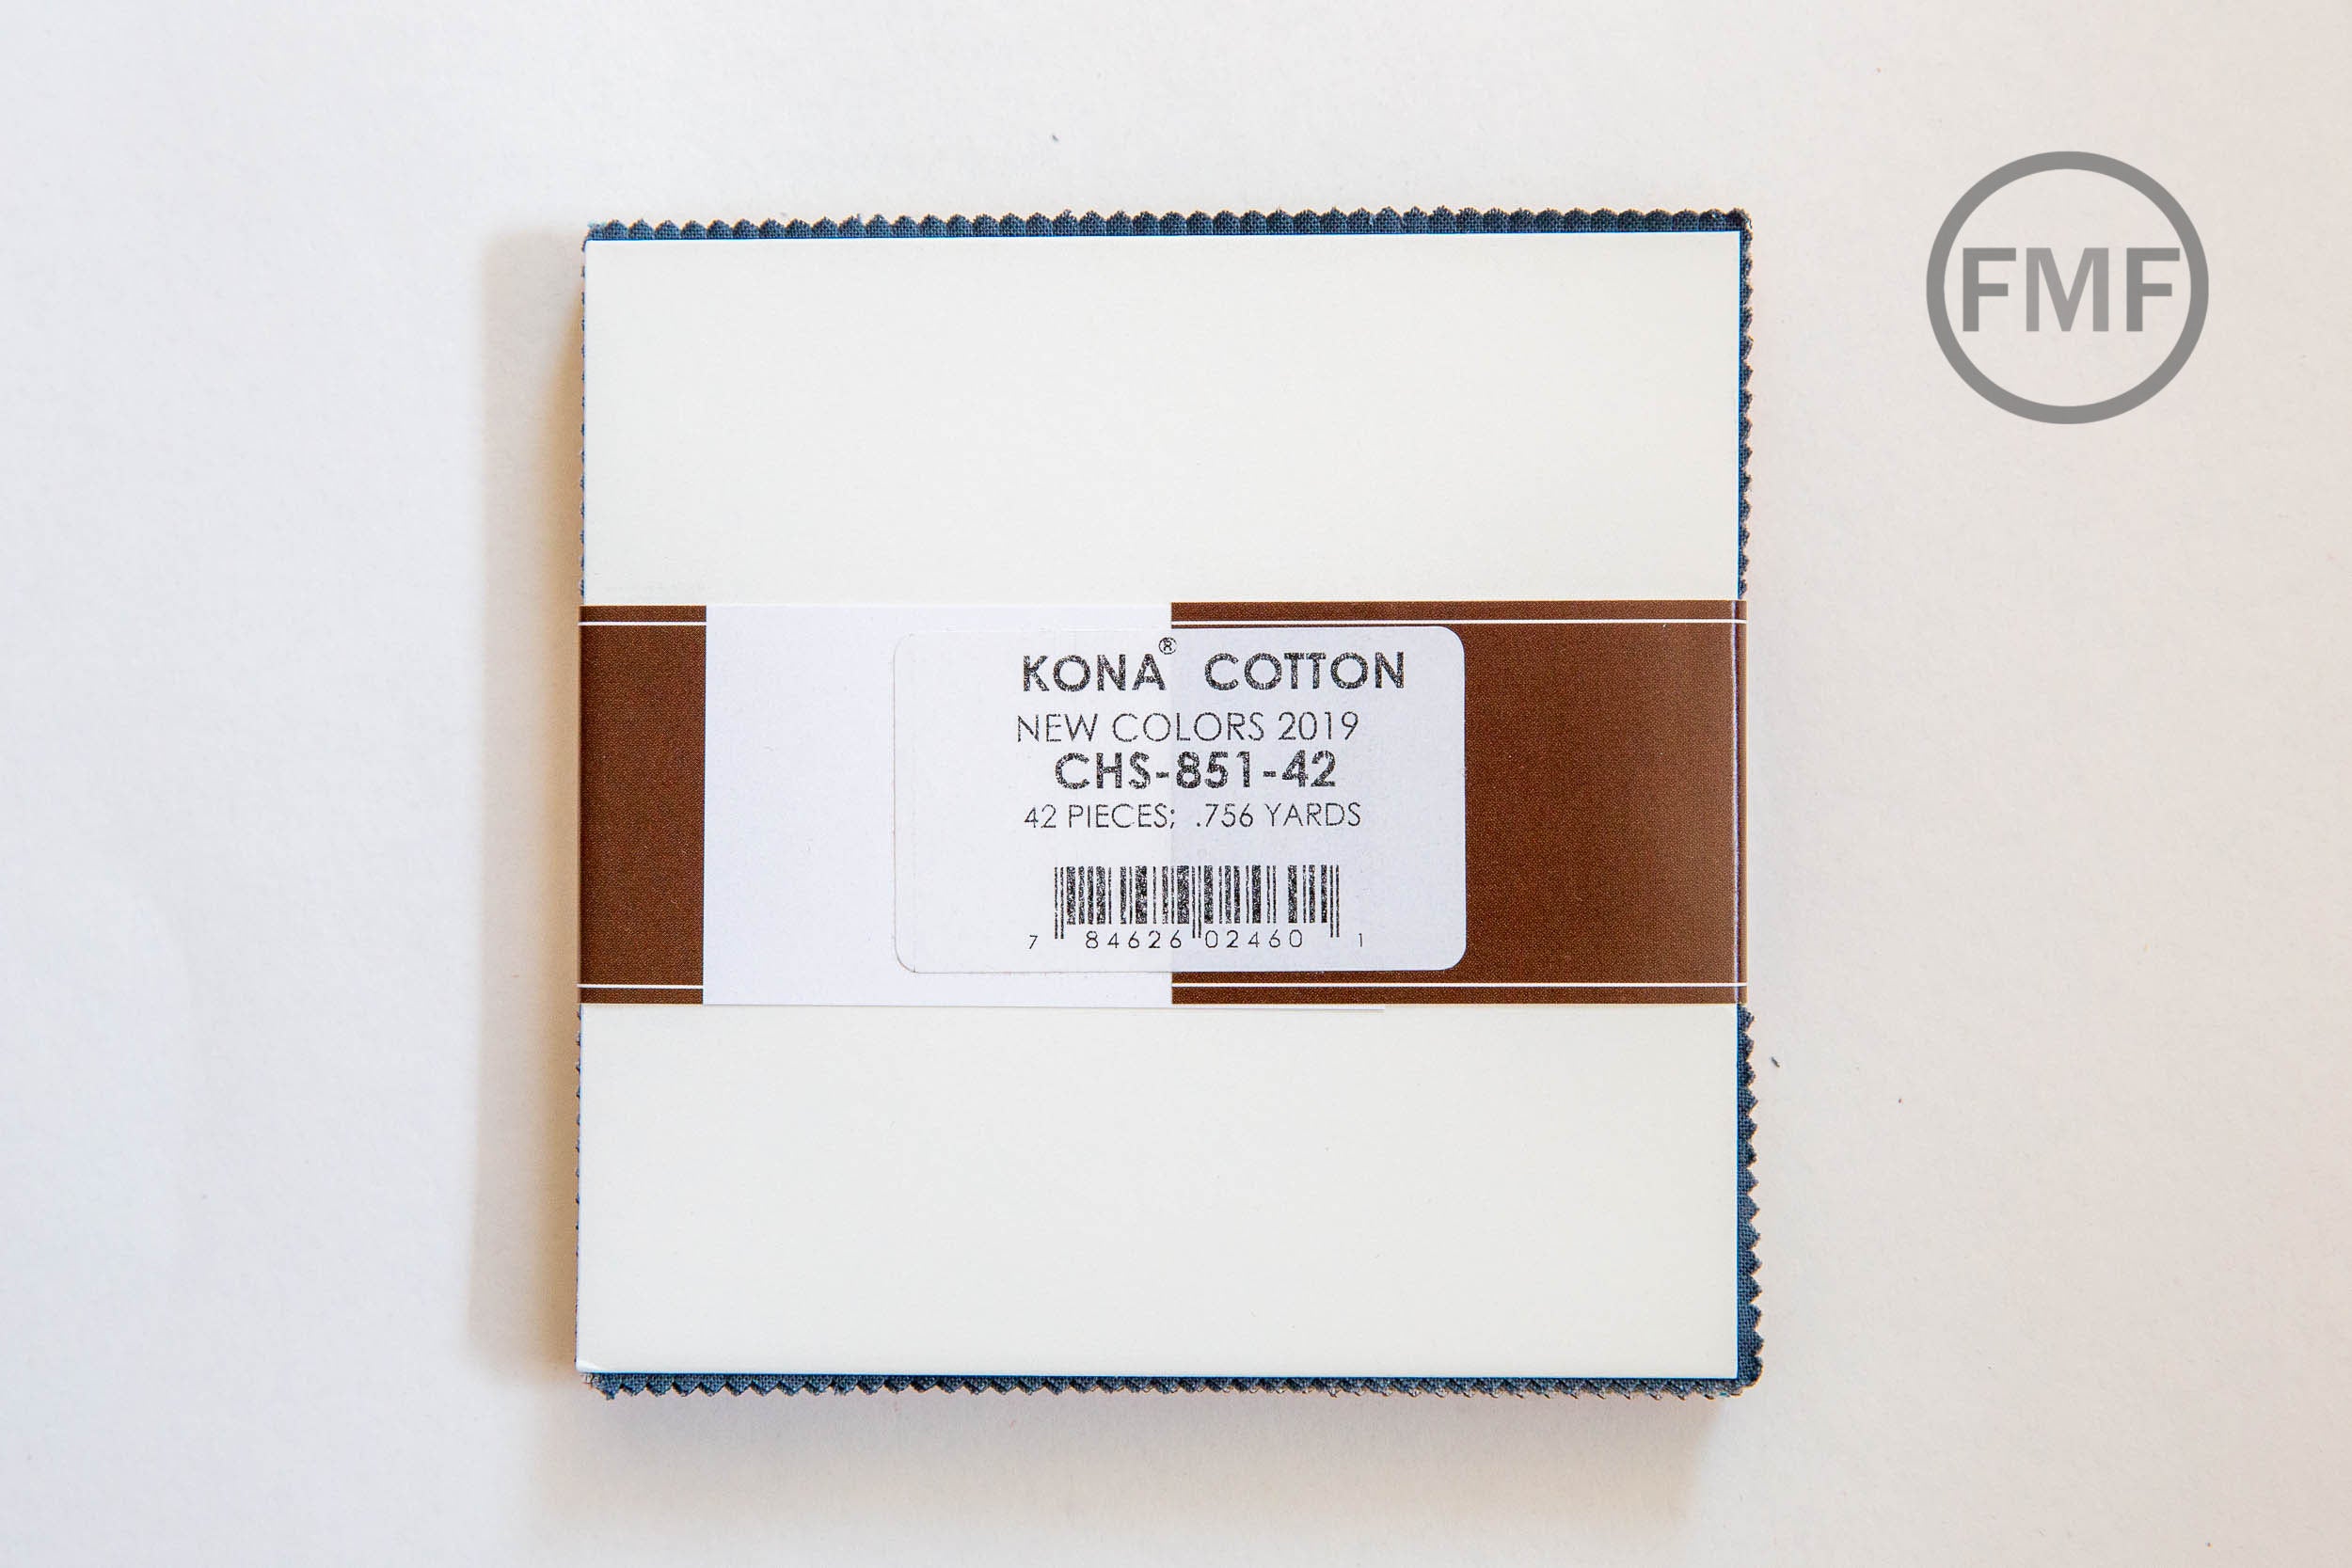 FMF
KONA® COTTON
NEW COLORS 2019
CHS-851-42
42 PIECES; .756 YARDS
7 84626 02460 1